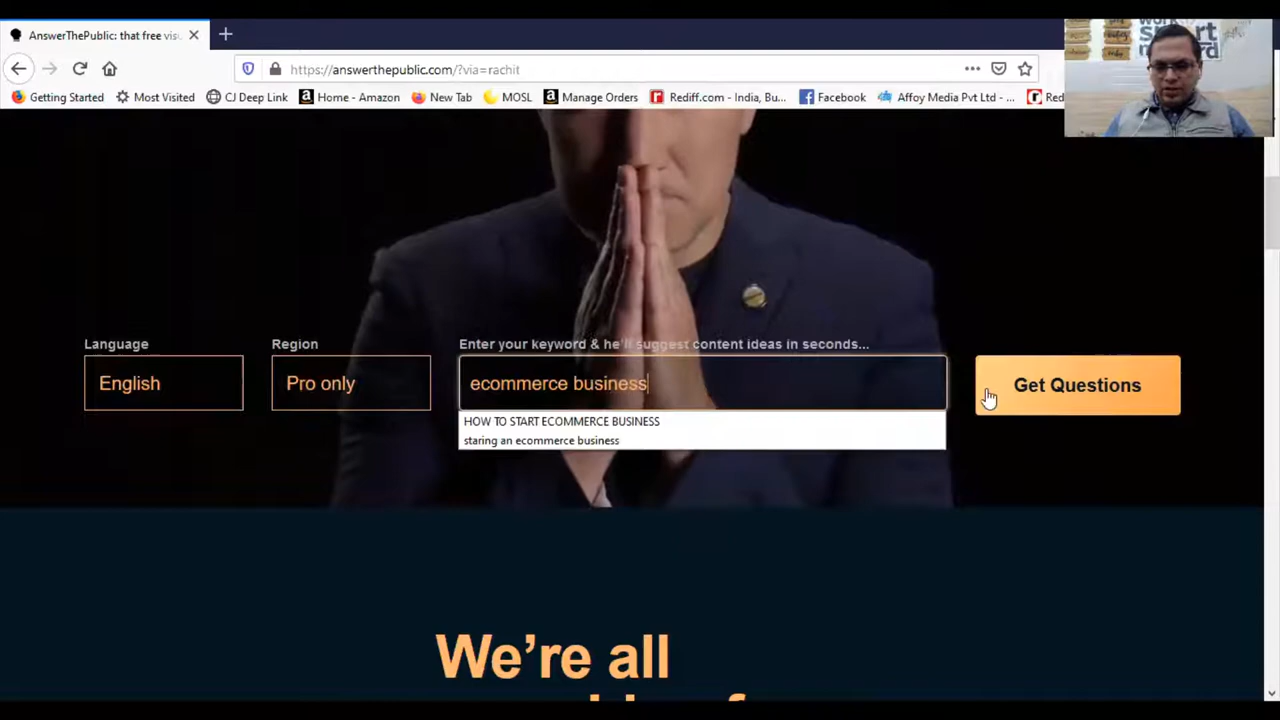 AnswerThePublic: that free visu
https://answerthepublic.com/?via=rachit
Getting Started
Most Visited
CJ Deep Link
Home - Amazon
New Tab
MOSL
Manage Orders
Rediff.com - India, Bu...
Facebook
Affoy Media Pvt Ltd - ...
Red
work
Language
Region
Enter your keyword & he'll suggest content ideas in seconds...
English
Pro only
ecommerce business
Get Questions
HOW TO START ECOMMERCE BUSINESS
staring an ecommerce business
We're all